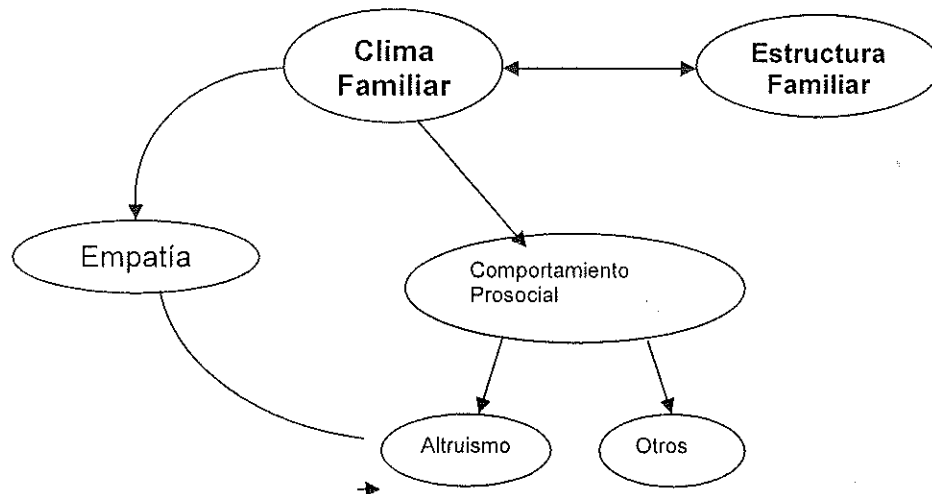 Clima
Familiar
Estructura
Familiar
Empatía
Comportamiento
Prosocial
Altruismo
Otros